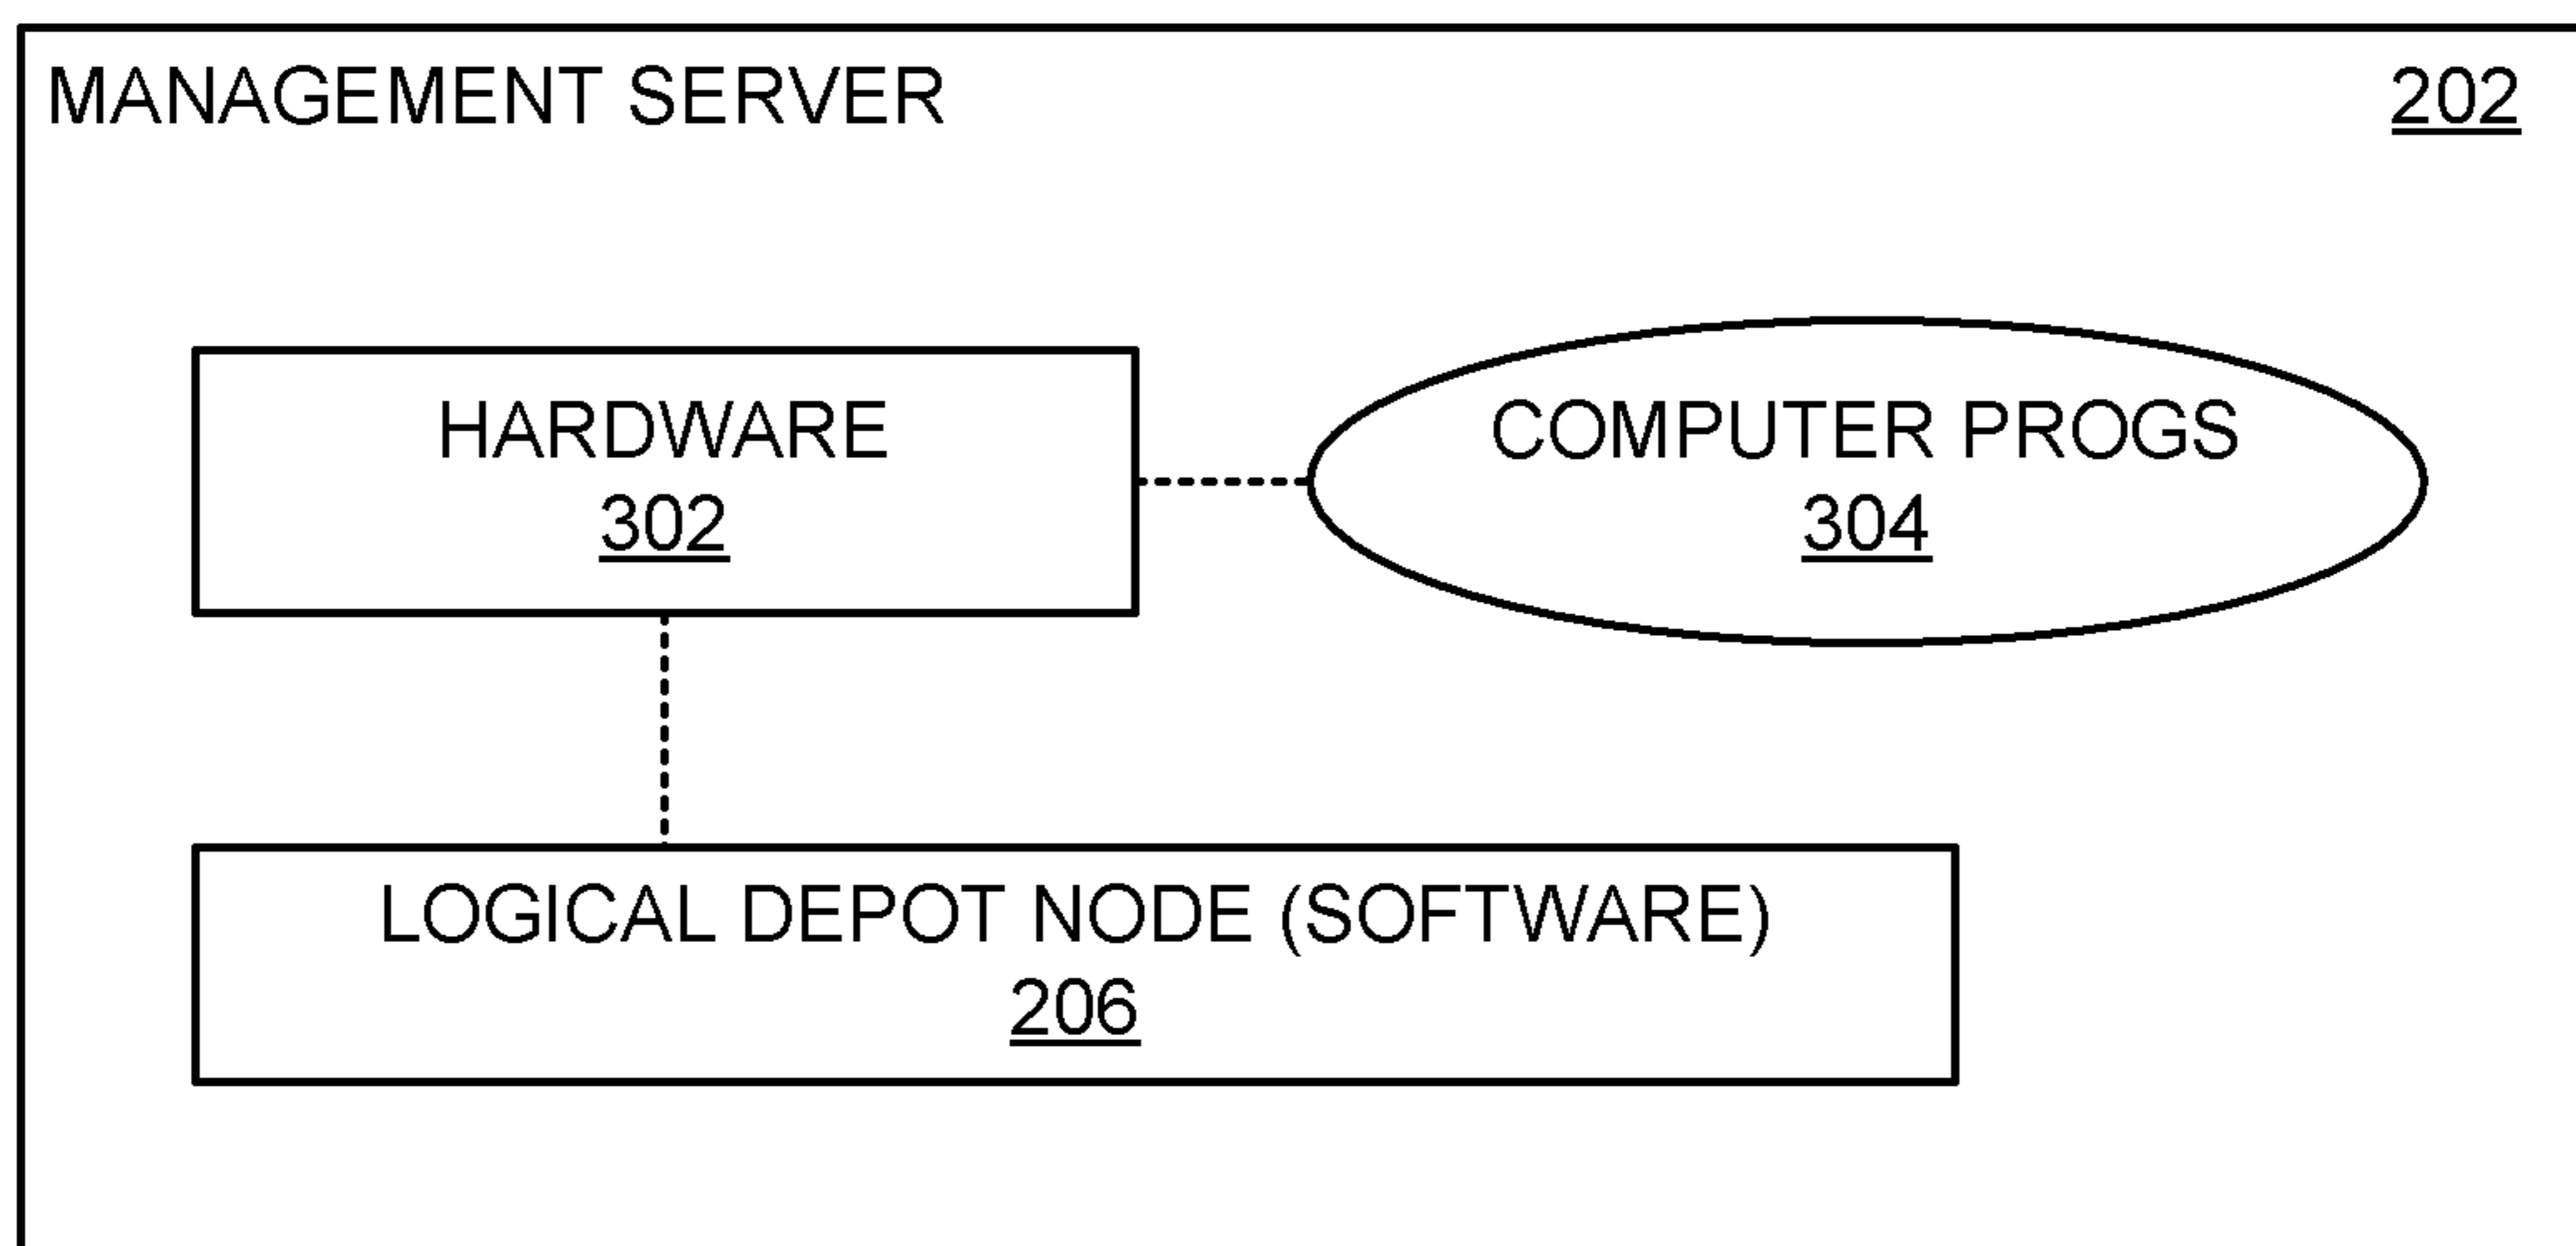 MANAGEMENT SERVER 202
HARDWARE
302
COMPUTER PROGS
304
LOGICAL DEPOT NODE (SOFTWARE)
206